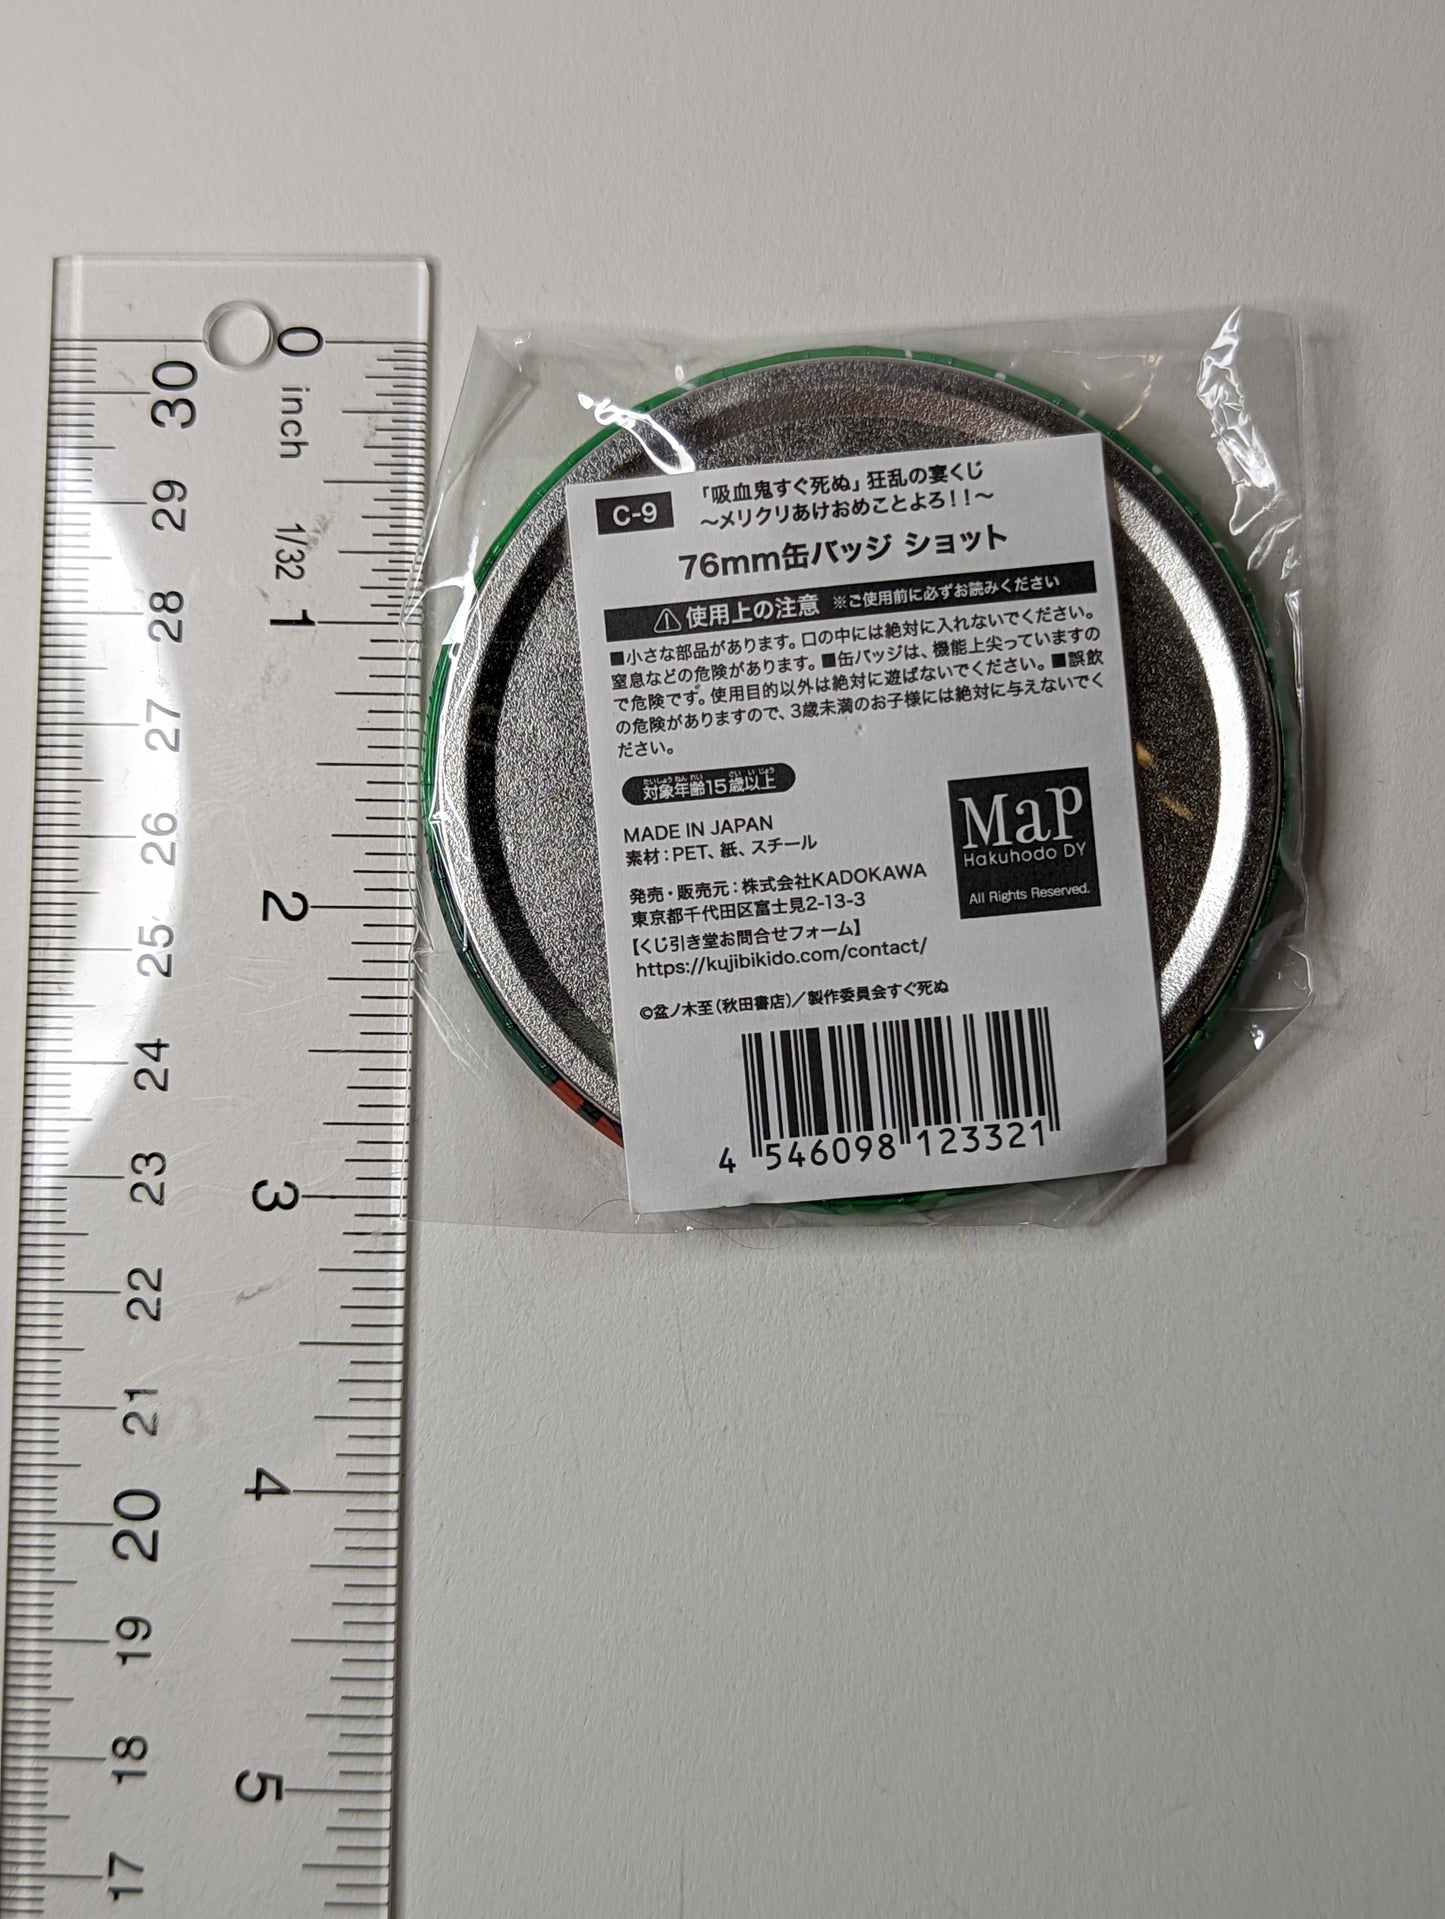 0
inch
1/32
1
2
3
4
5
30
29
28
27
26
25
24
23
22
21
20
19
18
17
C-9
「吸血鬼すぐ死ぬ」狂乱の宴くじ
～メリクリあけおめことよろ！！～
76mm缶バッジ ショット
使用上の注意 ※ご使用前に必ずお読みください
■小さな部品があります。口の中には絶対に入れないでください。
窒息などの危険があります。■缶バッジは、機能上尖っていますの
で危険です。使用目的以外は絶対に遊ばないでください。■誤飲
の危険がありますので、3歳未満のお子様には絶対に与えないでく
ださい。
たいしょうねんれい さいいじょう
対象年齢15歳以上
MADE IN JAPAN
素材：PET、紙、スチール
発売・販売元：株式会社KADOKAWA
東京都千代田区富士見2-13-3
【くじ引き堂お問合せフォーム】
https://kujibikido.com/contact/
©盆ノ木至（秋田書店）／製作委員会すぐ死ぬ
Map
Hakuhodo DY
All Rights Reserved.
4 546098 123321